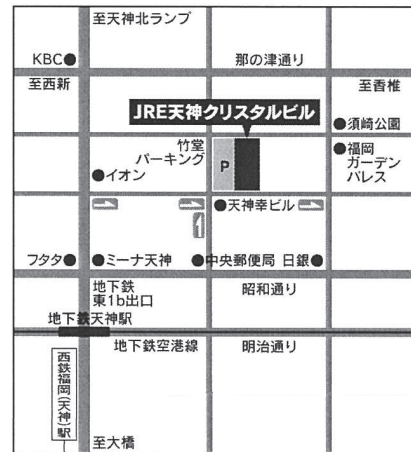 至天神北ランプ
KBC
那の津通り
至西新
至香椎
JRE天神クリスタルビル
須崎公園
竹堂
パーキング
P
福岡
ガーデン
パレス
イオン
天神幸ビル
フタタ
ミーナ天神
中央郵便局
日銀
地下鉄
東1b出口
昭和通り
地下鉄天神駅
地下鉄空港線
明治通り
西鉄福岡(天神)駅
至大橋